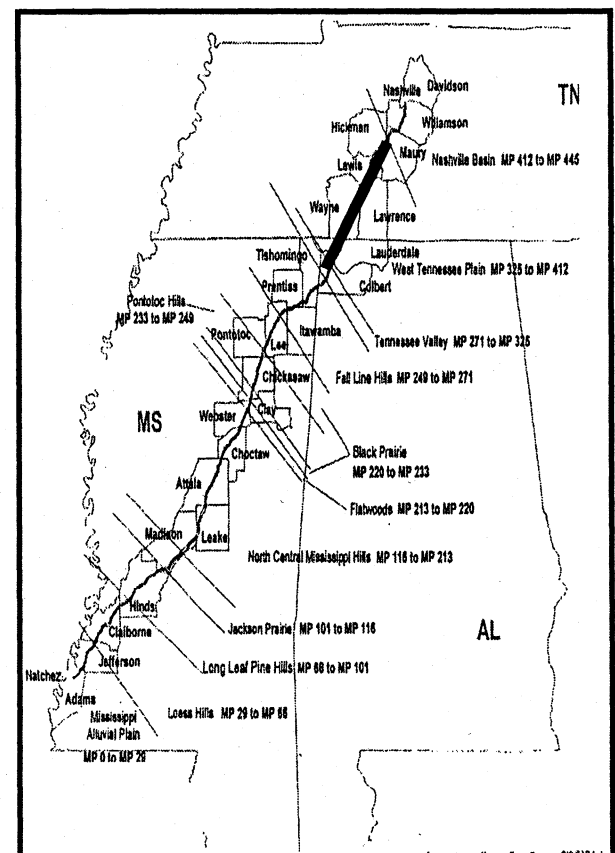 Davidson
Nashville
TN
Hickman
Williamson
Maury
Nashville Basin MP 412 to MP 445
Lewis
Wayne
Lawrence
Tishomingo
Lauderdale
West Tennessee Plain MP 325 to MP 412
Prentiss
Colbert
Pontotoc Hills
MP 233 to MP 249
Itawamba
Pontotoc
Tennessee Valley MP 271 to MP 325
Lee
Chickasaw
Fall Line Hills MP 249 to MP 271
Webster
Clay
MS
Choctaw
Black Prairie
MP 220 to MP 233
Attala
Flatwoods MP 213 to MP 220
Madison
Leake
North Central Mississippi Hills MP 116 to MP 213
Hinds
Jackson Prairie MP 101 to MP 116
AL
Claiborne
Long Leaf Pine Hills MP 66 to MP 101
Jefferson
Natchez
Adams
Loess Hills MP 29 to MP 66
Mississippi
Alluvial Plain
MP 0 to MP 29